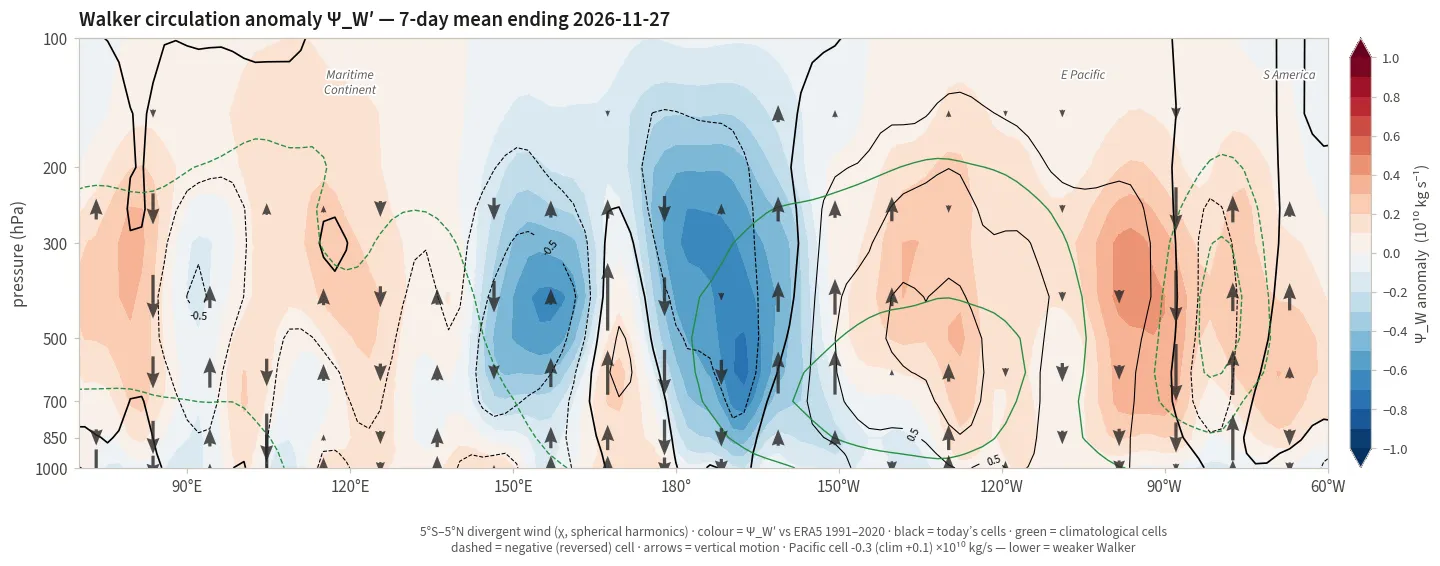 Walker circulation anomaly Ψ_W′ — 7-day mean ending 2026-11-27
100
200
300
500
700
850
1000
pressure (hPa)
Maritime
Continent
E Pacific
S America
-0.5
-0.5
0.5
0.5
90°E
120°E
150°E
180°
150°W
120°W
90°W
60°W
1.0
0.8
0.6
0.4
0.2
0.0
−0.2
−0.4
−0.6
−0.8
−1.0
Ψ_W anomaly (10¹⁰ kg s⁻¹)
5°S–5°N divergent wind (χ, spherical harmonics) · colour = Ψ_W′ vs ERA5 1991–2020 · black = today's cells · green = climatological cells
dashed = negative (reversed) cell · arrows = vertical motion · Pacific cell -0.3 (clim +0.1) ×10¹⁰ kg/s — lower = weaker Walker